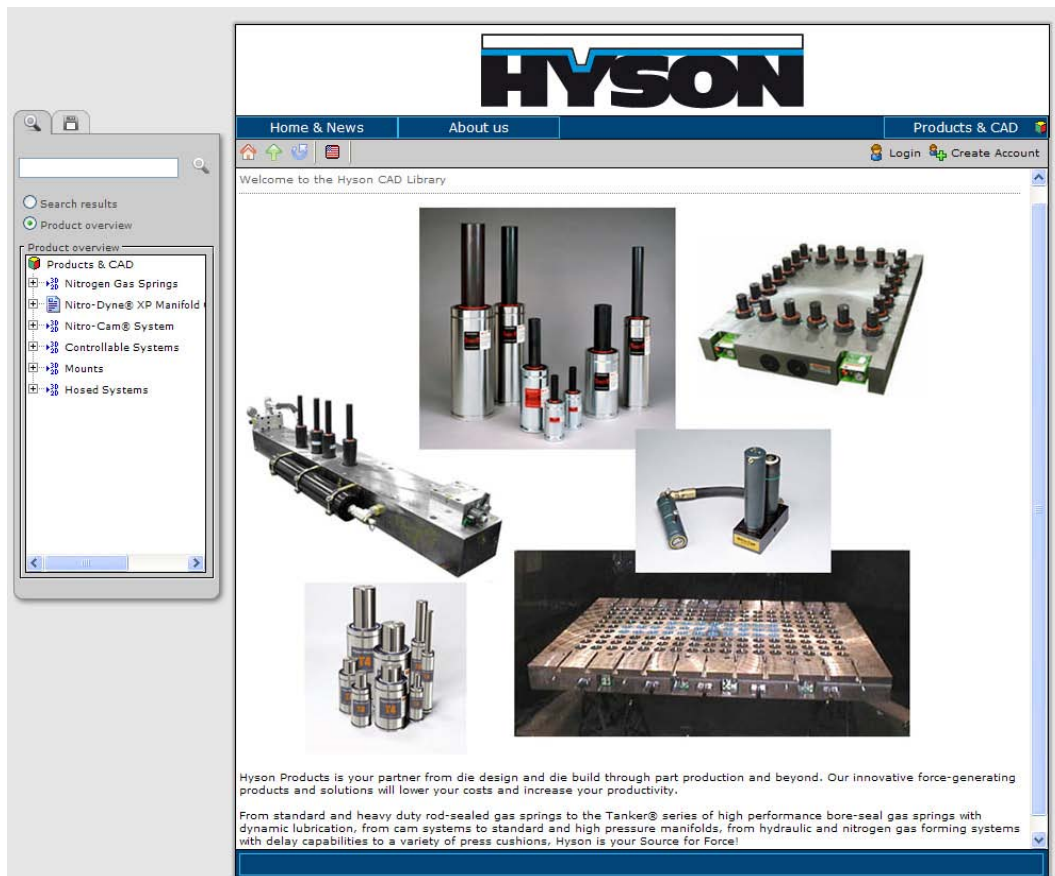 HYSON
Home & News
About us
Products & CAD
Login
Create Account
Search results
Product overview
Product overview
Products & CAD
Nitrogen Gas Springs
Nitro-Dyne® XP Manifold
Nitro-Cam® System
Controllable Systems
Mounts
Hosed Systems
Welcome to the Hyson CAD Library
Hyson Products is your partner from die design and die build through part production and beyond. Our innovative force-generating
products and solutions will lower your costs and increase your productivity.
From standard and heavy duty rod-sealed gas springs to the Tanker® series of high performance bore-seal gas springs with
dynamic lubrication, from cam systems to standard and high pressure manifolds, from hydraulic and nitrogen gas forming systems
with delay capabilities to a variety of press cushions, Hyson is your Source for Force!